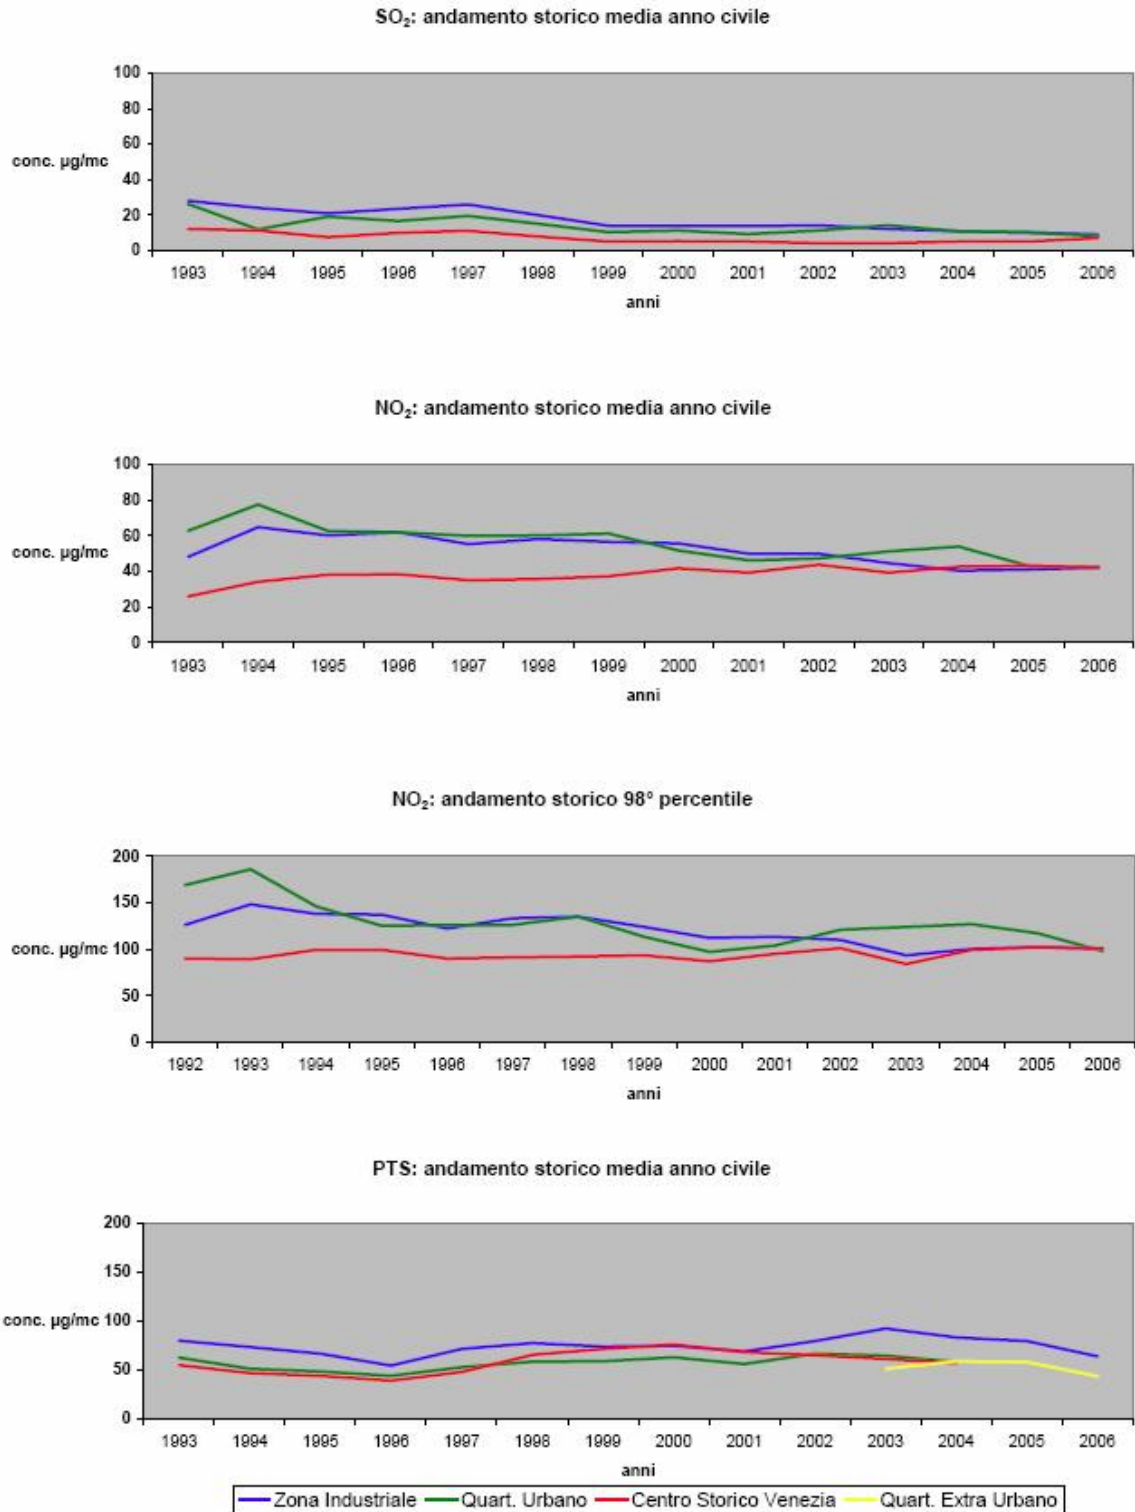 SO₂: andamento storico media anno civile
100
80
60
conc. µg/mc
40
20
0
1993 1994 1995 1996 1997 1998 1999 2000 2001 2002 2003 2004 2005 2006
anni
NO₂: andamento storico media anno civile
100
80
60
conc. µg/mc
40
20
0
1993 1994 1995 1996 1997 1998 1999 2000 2001 2002 2003 2004 2005 2006
anni
NO₂: andamento storico 98° percentile
200
150
conc. µg/mc 100
50
0
1992 1993 1994 1995 1996 1997 1998 1999 2000 2001 2002 2003 2004 2005 2006
anni
PTS: andamento storico media anno civile
200
150
conc. µg/mc 100
50
0
1993 1994 1995 1996 1997 1998 1999 2000 2001 2002 2003 2004 2005 2006
anni
Zona Industriale Quart. Urbano Centro Storico Venezia Quart. Extra Urbano